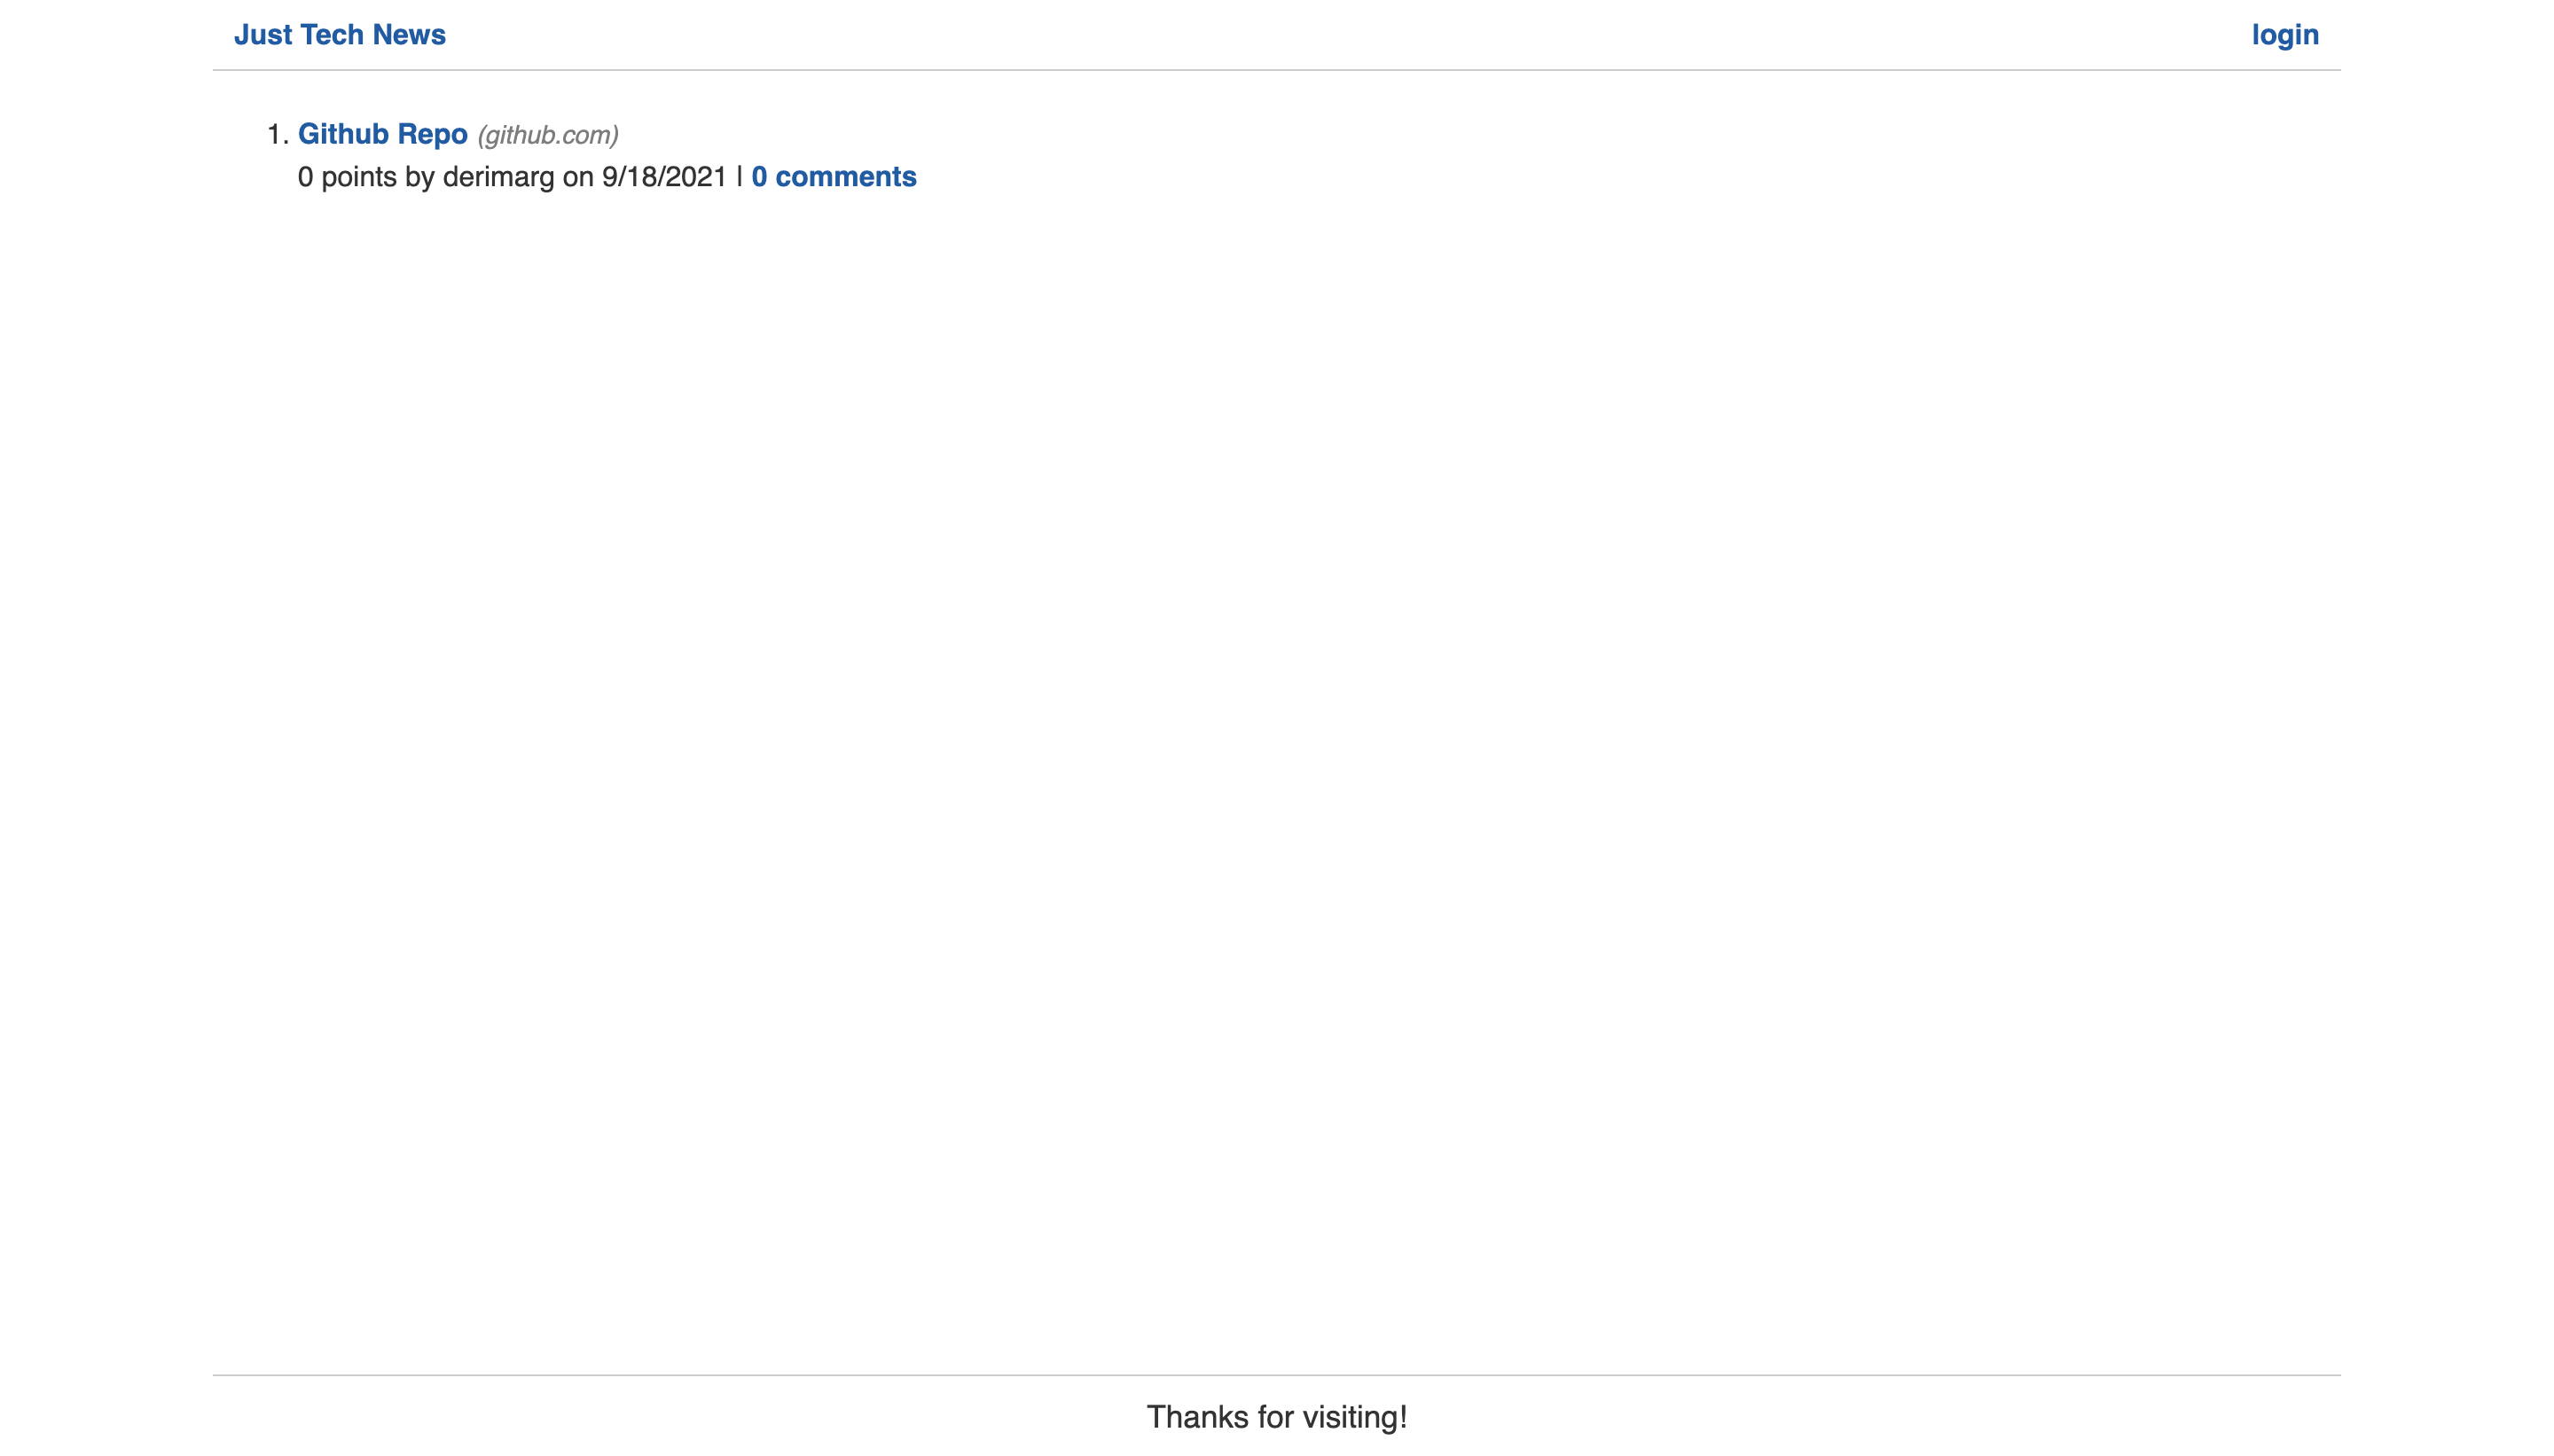 Just Tech News
login
1. Github Repo (github.com)
0 points by derimarg on 9/18/2021 | 0 comments
Thanks for visiting!